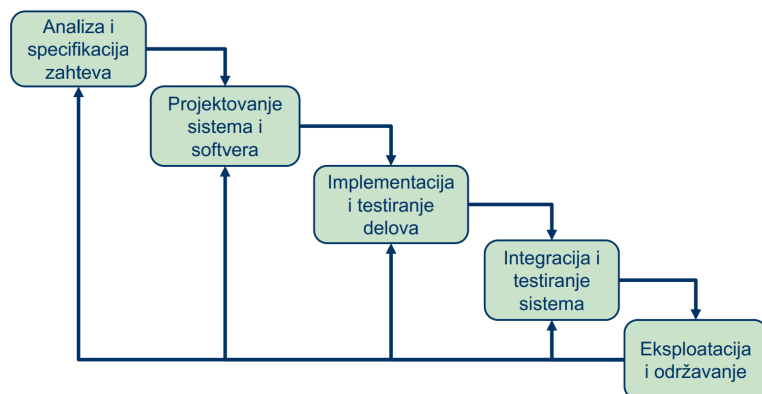 Analiza i
specifikacija
zahteva
Projektovanje
sistema i
softvera
Implementacija
i testiranje
delova
Integracija i
testiranje
sistema
Eksploatacija
i održavanje